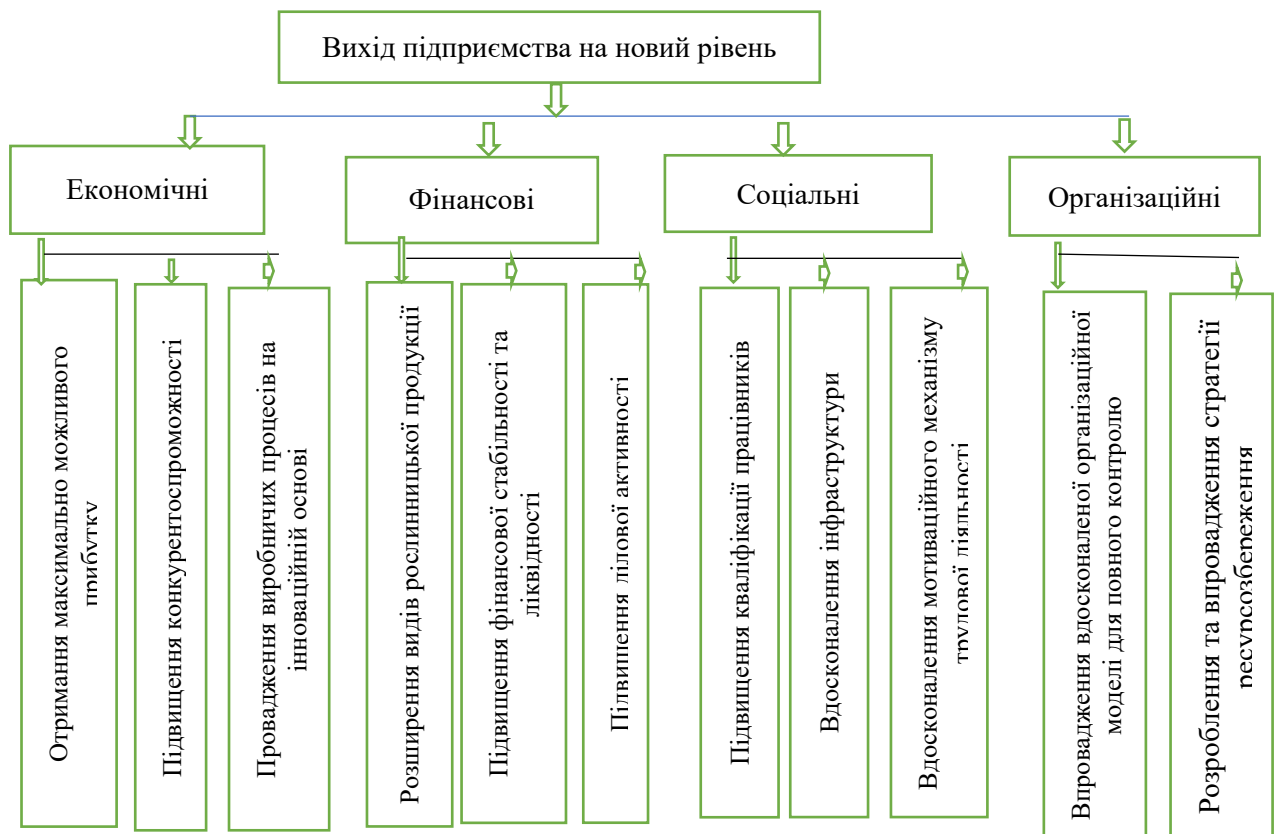 Вихід підприємства на новий рівень
Економічні
Фінансові
Соціальні
Організаційні
Отримання максимально можливого
прибутку
Підвищення конкурентоспроможності
Провадження виробничих процесів на
інноваційній основі
Розширення видів рослинницької продукції
Підвищення фінансової стабільності та
ліквідності
Підвищення ділової активності
Підвищення кваліфікації працівників
Вдосконалення інфраструктури
Вдосконалення мотиваційного механізму
трудової діяльності
Впровадження вдосконаленої організаційної
моделі для повного контролю
Розроблення та впровадження стратегії
ресурсозбереження